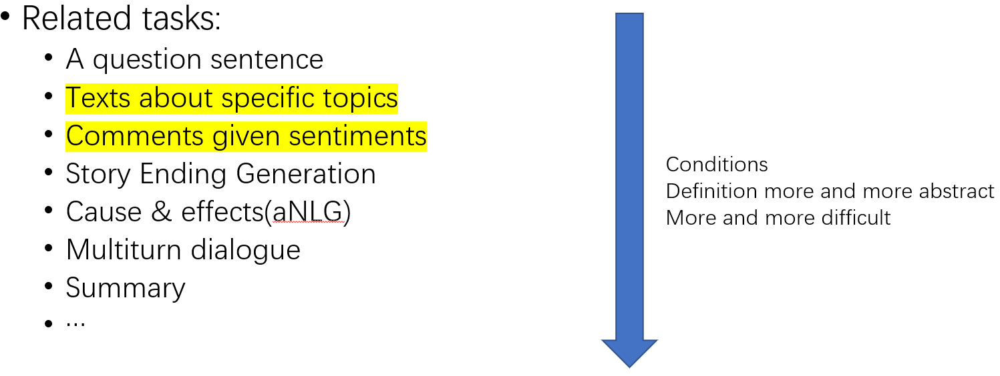 • Related tasks:
• A question sentence
• Texts about specific topics
• Comments given sentiments
• Story Ending Generation
• Cause & effects(aNLG)
• Multiturn dialogue
• Summary
• ...
Conditions
Definition more and more abstract
More and more difficult